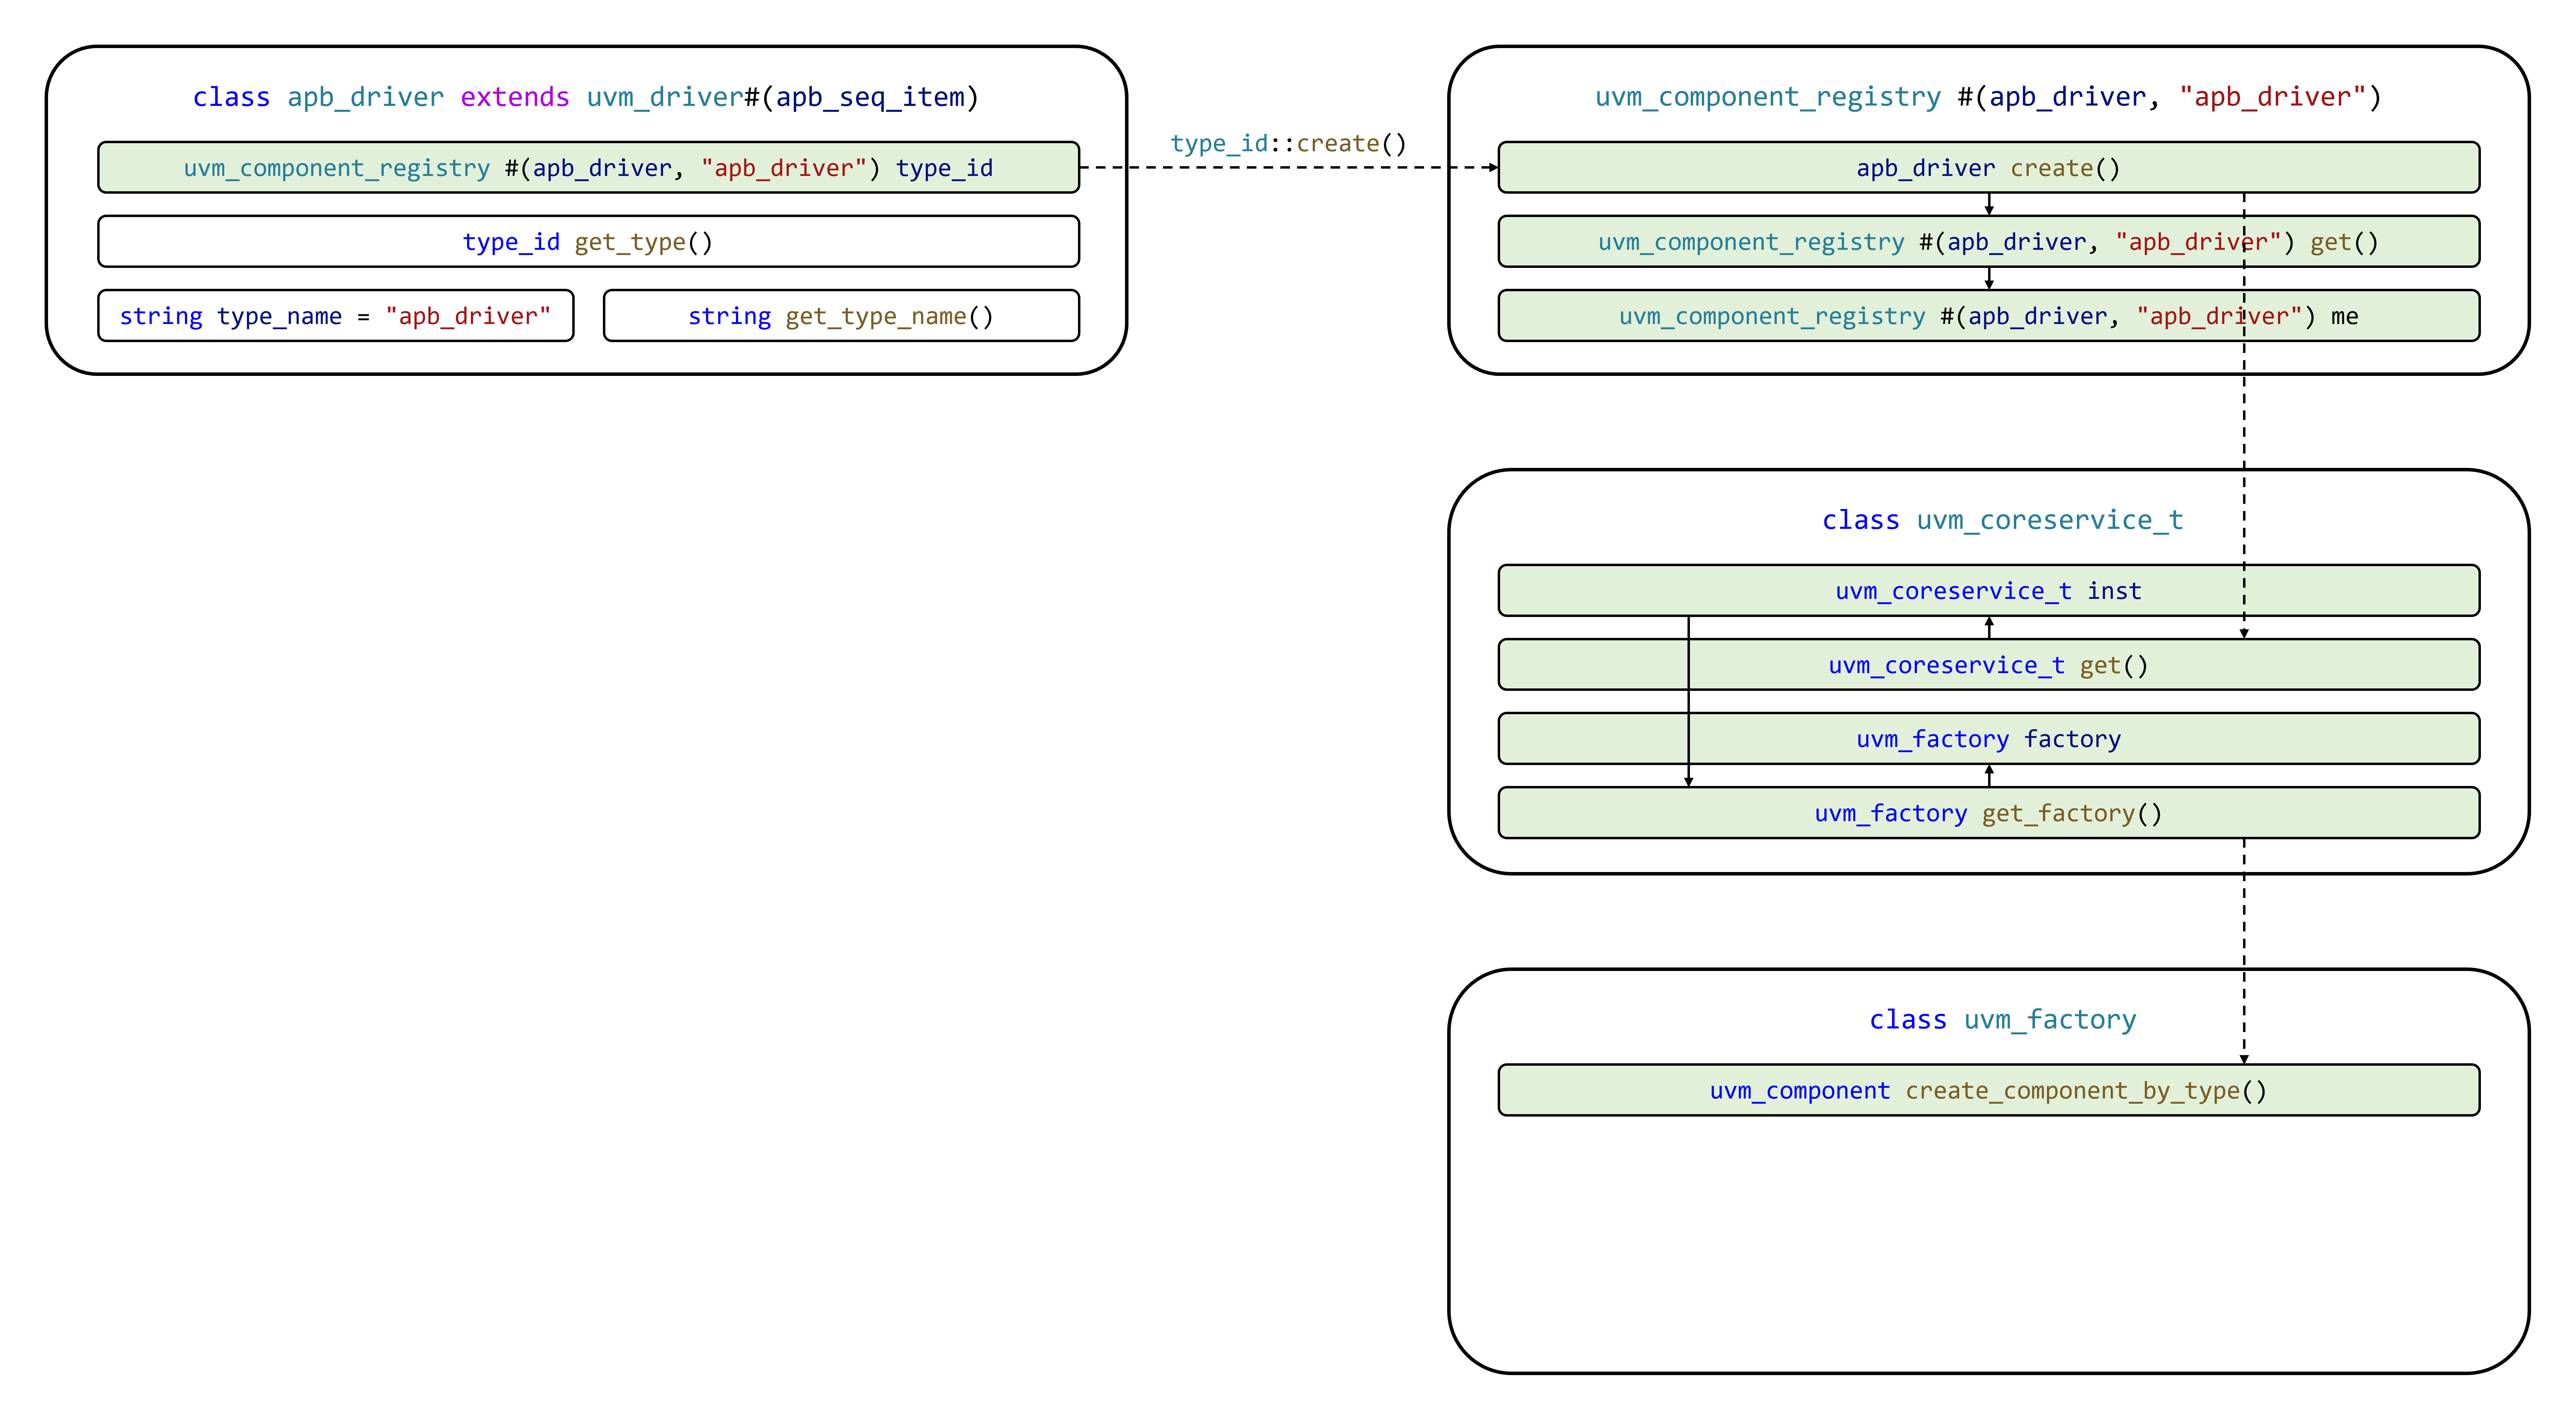 class apb_driver extends uvm_driver#(apb_seq_item)
uvm_component_registry #(apb_driver, "apb_driver") type_id
type_id get_type()
string type_name = "apb_driver"
string get_type_name()
type_id::create()
uvm_component_registry #(apb_driver, "apb_driver")
apb_driver create()
uvm_component_registry #(apb_driver, "apb_driver") get()
uvm_component_registry #(apb_driver, "apb_driver") me
class uvm_coreservice_t
uvm_coreservice_t inst
uvm_coreservice_t get()
uvm_factory factory
uvm_factory get_factory()
class uvm_factory
uvm_component create_component_by_type()